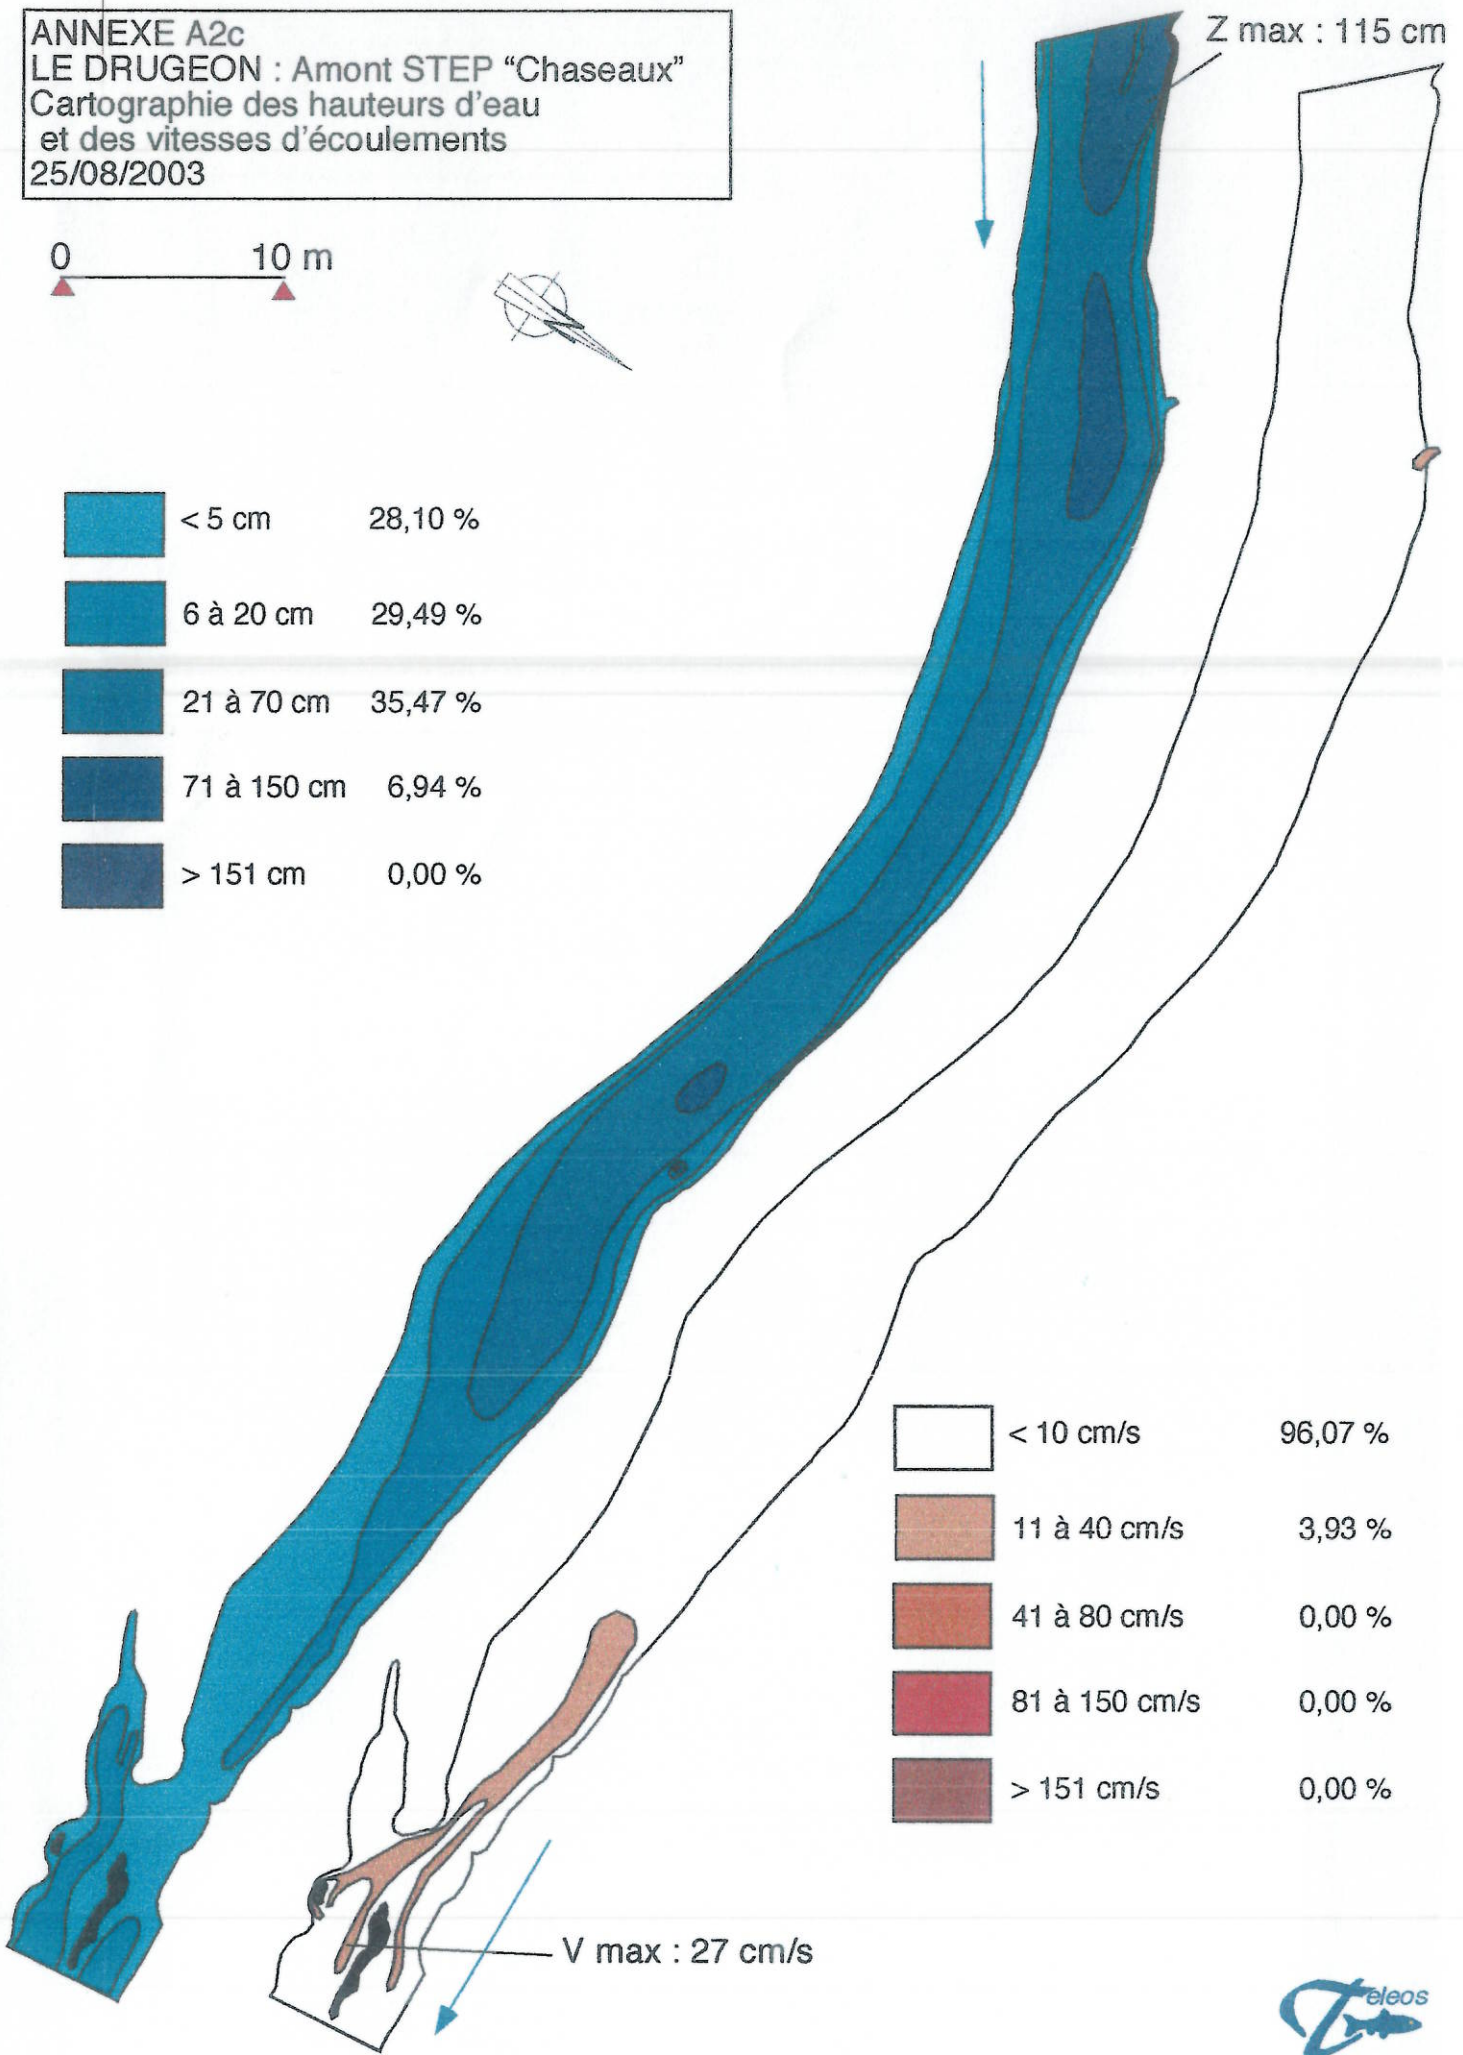 ANNEXE A2c
LE DRUGEON : Amont STEP “Chaseaux”
Cartographie des hauteurs d’eau
et des vitesses d’écoulements
25/08/2003
Z max : 115 cm
0 10 m
< 5 cm 28,10 %
6 à 20 cm 29,49 %
21 à 70 cm 35,47 %
71 à 150 cm 6,94 %
> 151 cm 0,00 %
< 10 cm/s 96,07 %
11 à 40 cm/s 3,93 %
41 à 80 cm/s 0,00 %
81 à 150 cm/s 0,00 %
> 151 cm/s 0,00 %
V max : 27 cm/s
Teleos